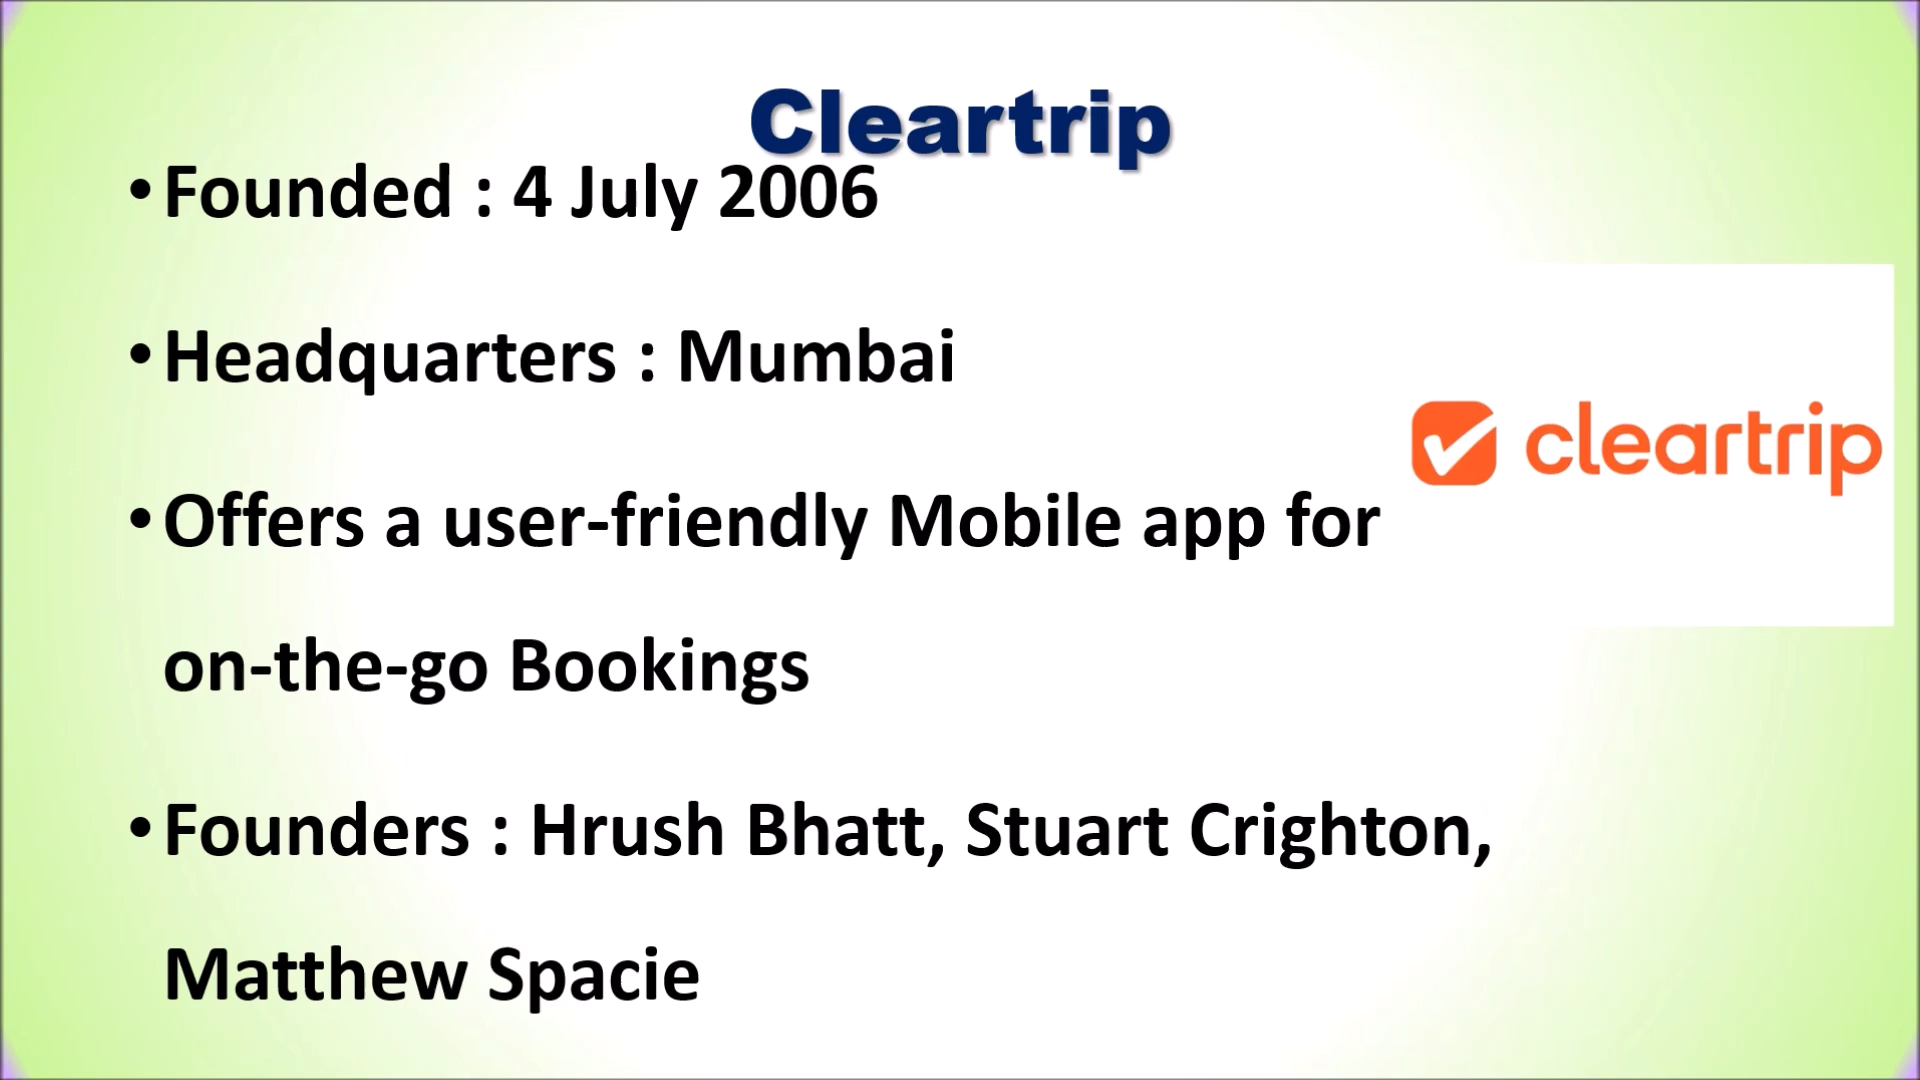 Cleartrip
•Founded : 4 July 2006
•Headquarters : Mumbai
cleartrip
•Offers a user-friendly Mobile app for
on-the-go Bookings
•Founders : Hrush Bhatt, Stuart Crighton,
Matthew Spacie